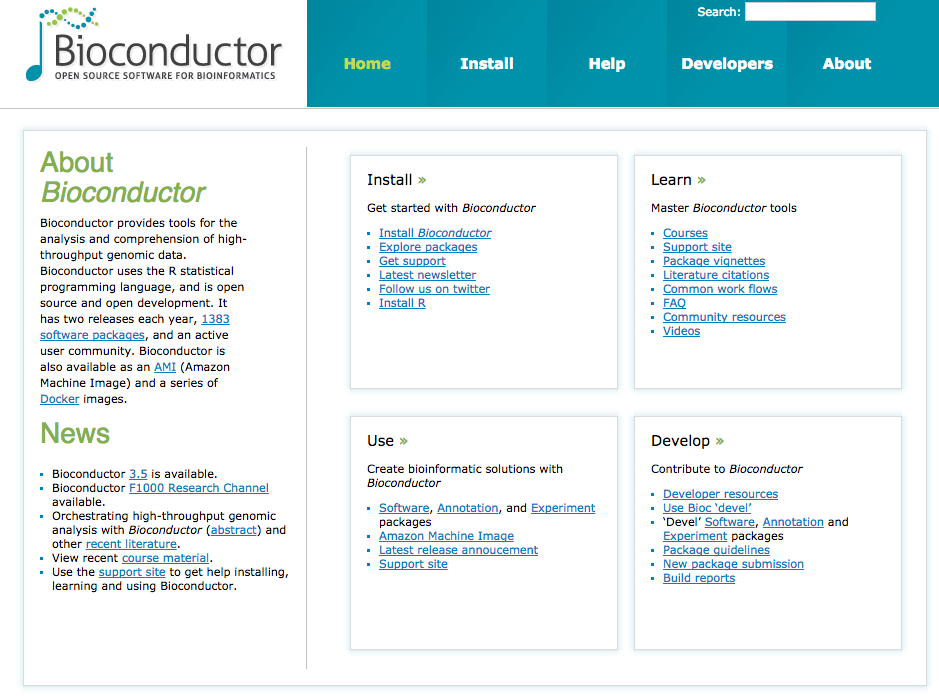 Bioconductor
OPEN SOURCE SOFTWARE FOR BIOINFORMATICS
Search:
Home
Install
Help
Developers
About
About
Bioconductor
Bioconductor provides tools for the
analysis and comprehension of high-
throughput genomic data.
Bioconductor uses the R statistical
programming language, and is open
source and open development. It
has two releases each year, 1383
software packages, and an active
user community. Bioconductor is
also available as an AMI (Amazon
Machine Image) and a series of
Docker images.
News
Bioconductor 3.5 is available.
Bioconductor F1000 Research Channel
available.
Orchestrating high-throughput genomic
analysis with Bioconductor (abstract) and
other recent literature.
View recent course material.
Use the support site to get help installing,
learning and using Bioconductor.
Install »
Get started with Bioconductor
Install Bioconductor
Explore packages
Get support
Latest newsletter
Follow us on twitter
Install R
Learn »
Master Bioconductor tools
Courses
Support site
Package vignettes
Literature citations
Common work flows
FAQ
Community resources
Videos
Use »
Create bioinformatic solutions with
Bioconductor
Software, Annotation, and Experiment
packages
Amazon Machine Image
Latest release annoucement
Support site
Develop »
Contribute to Bioconductor
Developer resources
Use Bioc ‘devel’
‘Devel’ Software, Annotation and
Experiment packages
Package guidelines
New package submission
Build reports